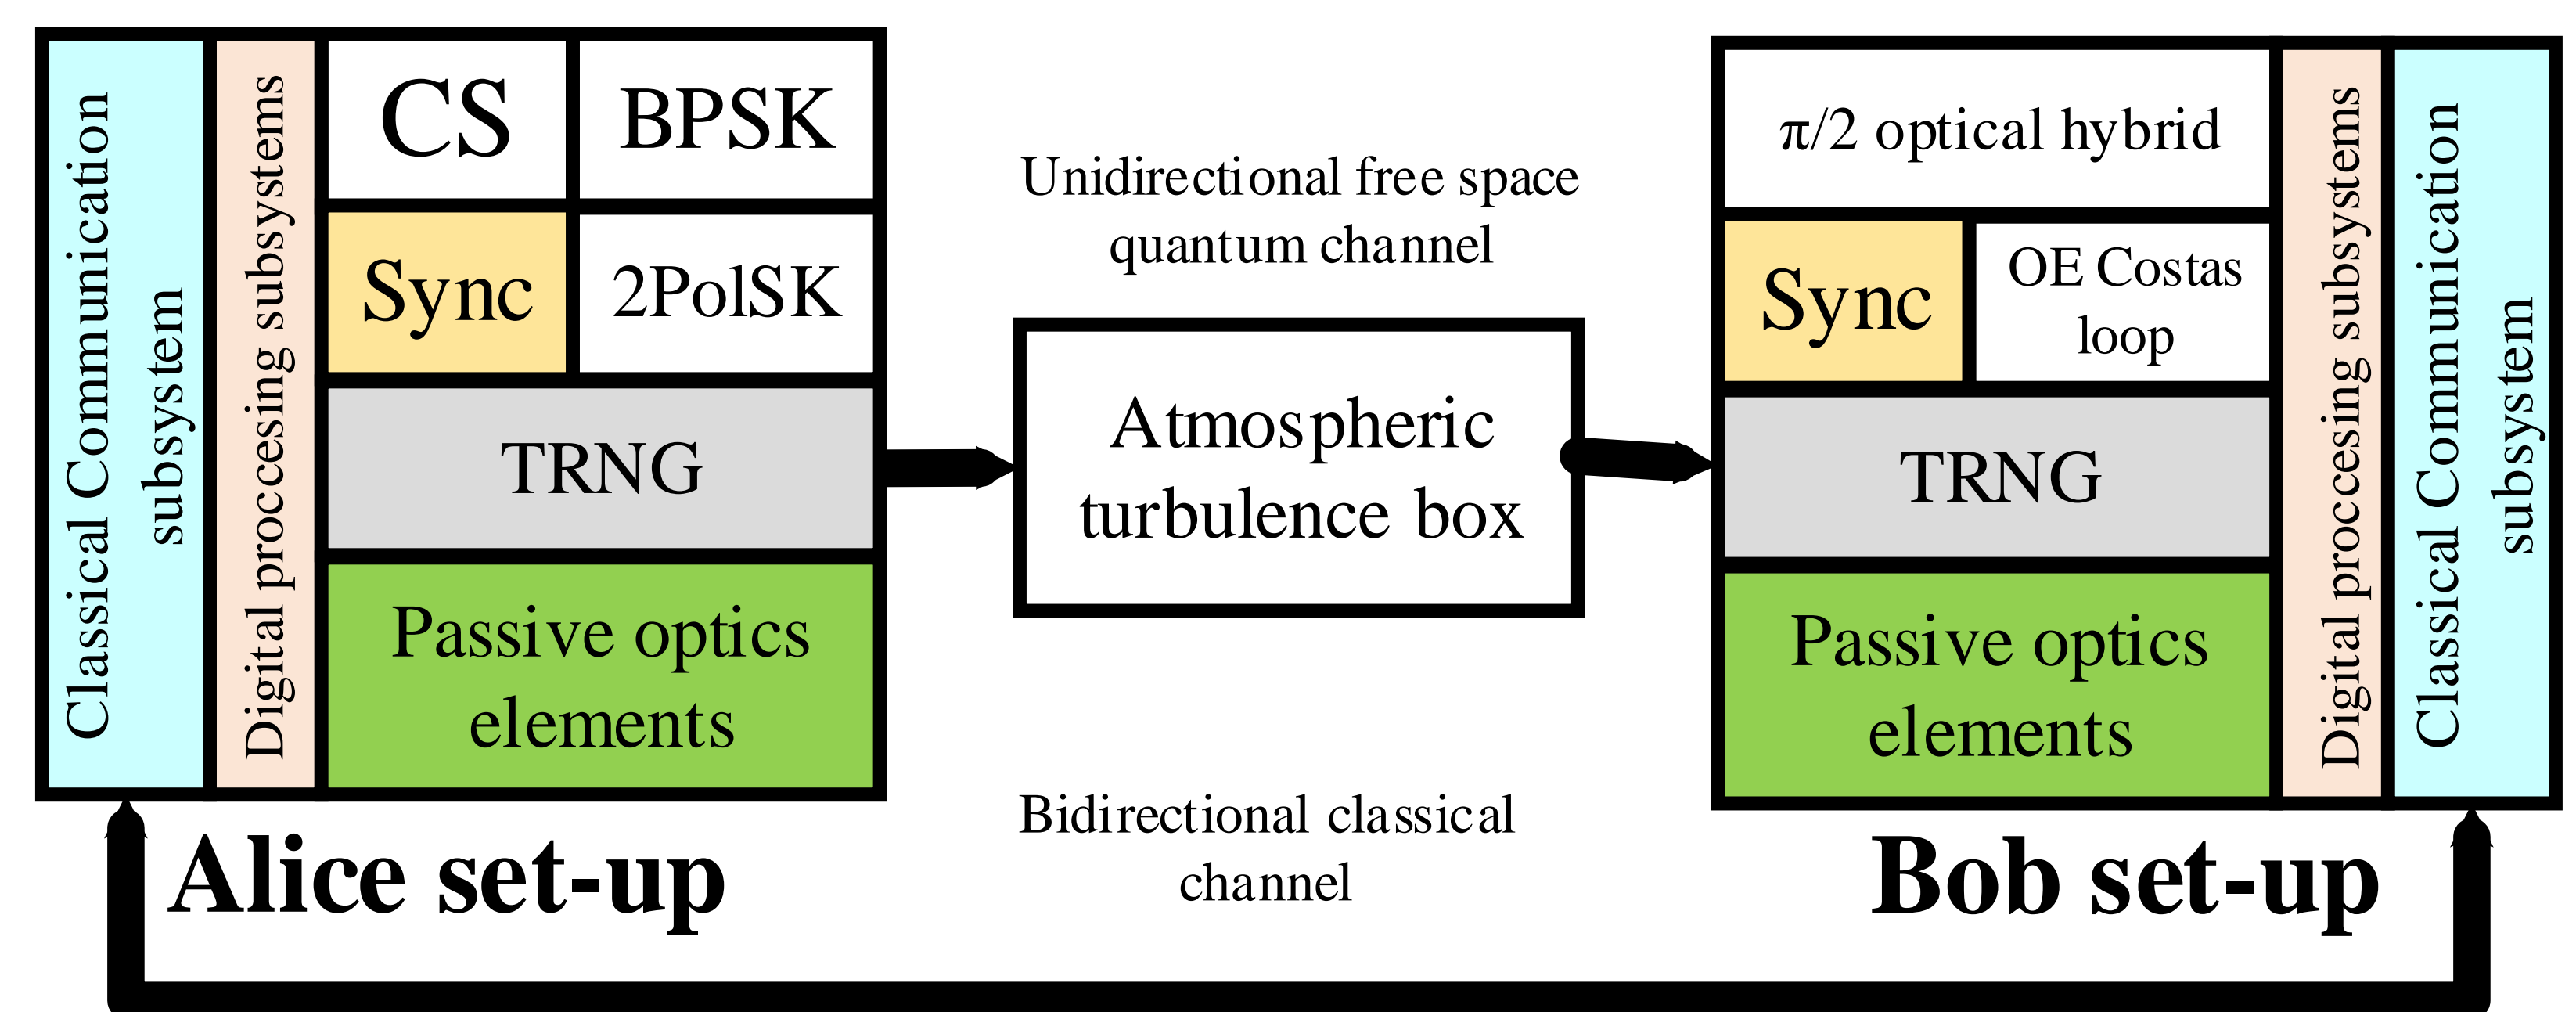 Classical Communication
subsystem
Digital proccesing subsystems
CS
BPSK
Sync
2PolSK
TRNG
Passive optics
elements
Alice set-up
Unidirectional free space
quantum channel
Atmospheric
turbulence box
Bidirectional classical
channel
π/2 optical hybrid
Sync
OE Costas
loop
TRNG
Passive optics
elements
Digital proccesing subsystems
Classical Communication
subsystem
Bob set-up